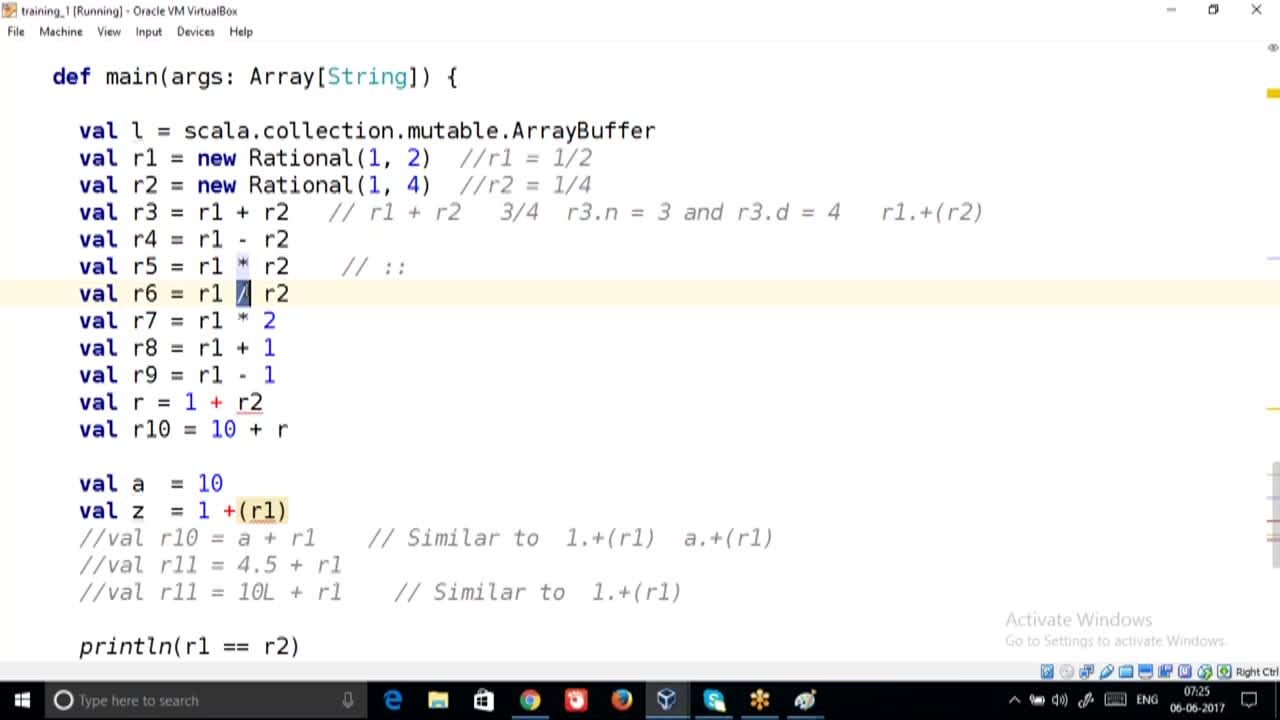 training_1 [Running] - Oracle VM VirtualBox
File Machine View Input Devices Help
def main(args: Array[String]) {
val l = scala.collection.mutable.ArrayBuffer
val r1 = new Rational(1, 2)  //r1 = 1/2
val r2 = new Rational(1, 4)  //r2 = 1/4
val r3 = r1 + r2   // r1 + r2   3/4  r3.n = 3 and r3.d = 4   r1.+(r2)
val r4 = r1 - r2
val r5 = r1 * r2    // ::
val r6 = r1 / r2
val r7 = r1 * 2
val r8 = r1 + 1
val r9 = r1 - 1
val r = 1 + r2
val r10 = 10 + r
val a  = 10
val z  = 1 +(r1)
//val r10 = a + r1    // Similar to  1.+(r1)  a.+(r1)
//val r11 = 4.5 + r1
//val r11 = 10L + r1    // Similar to  1.+(r1)
println(r1 == r2)
Activate Windows
Go to Settings to activate Windows.
Right Ctrl
Type here to search
ENG
07:25
06-06-2017